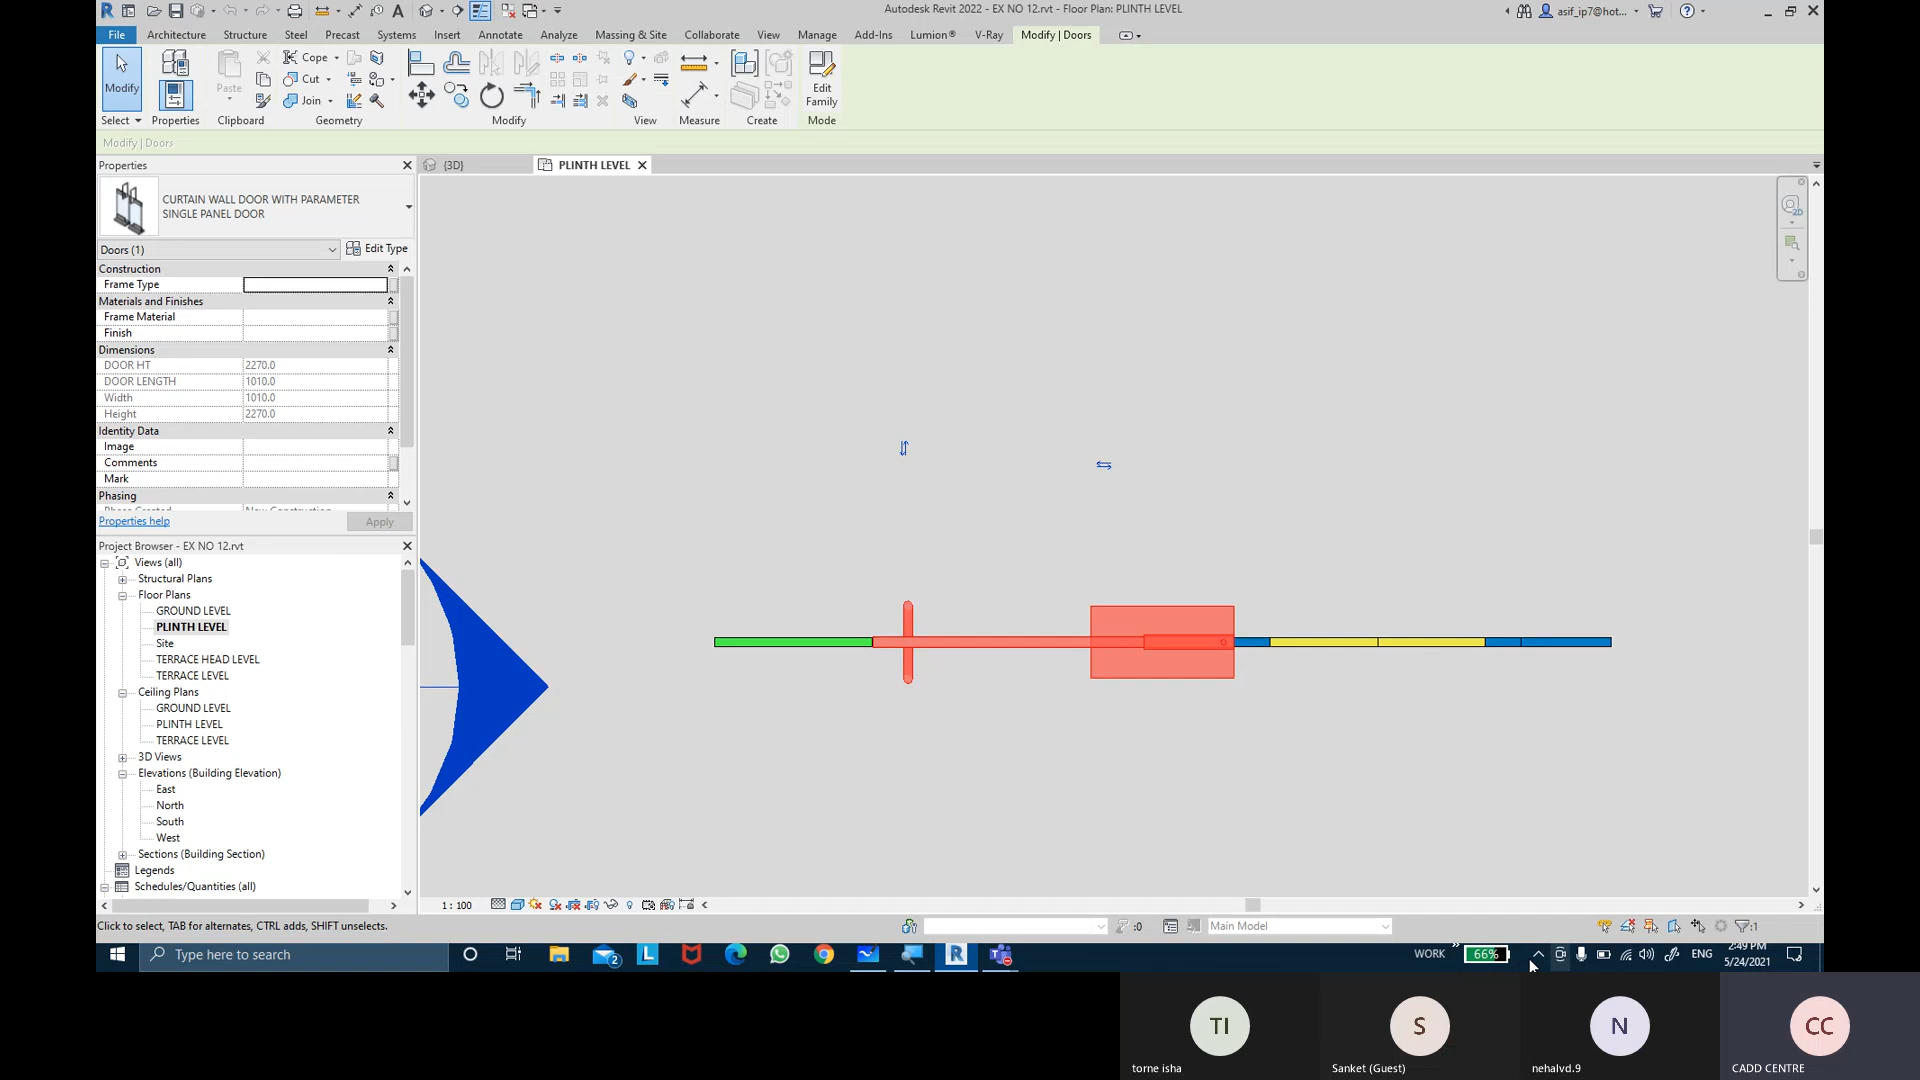 Autodesk Revit 2022 - EX NO 12.rvt - Floor Plan: PLINTH LEVEL
asif_ip7@hot...
File Architecture Structure Steel Precast Systems Insert Annotate Analyze Massing & Site Collaborate View Manage Add-Ins Lumion® V-Ray Modify | Doors
Modify
Paste
Cope
Cut
Join
Edit
Family
Select Properties Clipboard Geometry Modify View Measure Create Mode
Modify | Doors
Properties
{3D}
PLINTH LEVEL
CURTAIN WALL DOOR WITH PARAMETER
SINGLE PANEL DOOR
Doors (1)
Edit Type
Construction
Frame Type
Materials and Finishes
Frame Material
Finish
Dimensions
DOOR HT 2270.0
DOOR LENGTH 1010.0
Width 1010.0
Height 2270.0
Identity Data
Image
Comments
Mark
Phasing
Phase Created New Construction
Properties help
Apply
Project Browser - EX NO 12.rvt
Views (all)
Structural Plans
Floor Plans
GROUND LEVEL
PLINTH LEVEL
Site
TERRACE HEAD LEVEL
TERRACE LEVEL
Ceiling Plans
GROUND LEVEL
PLINTH LEVEL
TERRACE LEVEL
3D Views
Elevations (Building Elevation)
East
North
South
West
Sections (Building Section)
Legends
Schedules/Quantities (all)
1 : 100
Click to select, TAB for alternates, CTRL adds, SHIFT unselects.
:0
Main Model
:1
Type here to search
2
WORK
66%
ENG
2:49 PM
5/24/2021
TI
S
N
CC
torne isha
Sanket (Guest)
nehalvd.9
CADD CENTRE